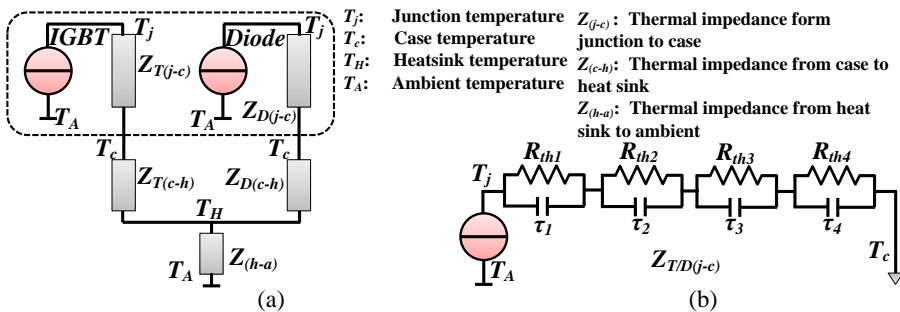 IGBT T_j
Diode T_j
Z_T(j-c)
Z_D(j-c)
T_A
T_A
T_c
T_c
Z_T(c-h)
Z_D(c-h)
T_H
T_A
Z_(h-a)
(a)
T_j: Junction temperature
T_c: Case temperature
T_H: Heatsink temperature
T_A: Ambient temperature
Z_(j-c): Thermal impedance form
junction to case
Z_(c-h): Thermal impedance from case to
heat sink
Z_(h-a): Thermal impedance from heat
sink to ambient
R_th1 R_th2 R_th3 R_th4
T_j
τ_1 τ_2 τ_3 τ_4
T_A
Z_T/D(j-c)
T_c
(b)